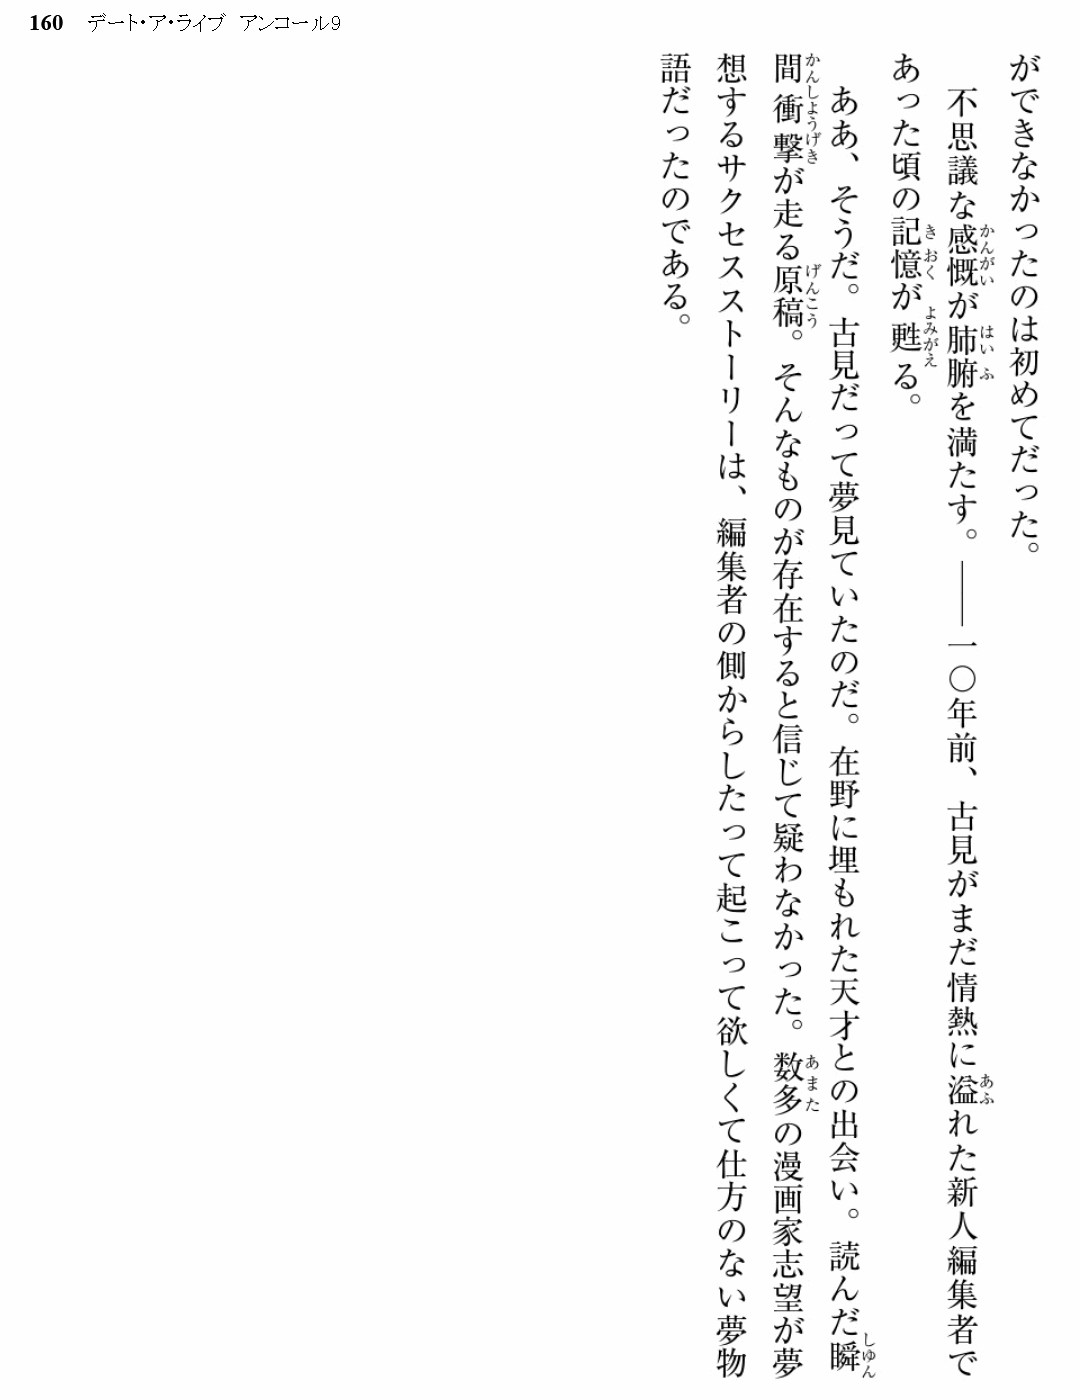 160 デート・ア・ライブ アンコール9
ができなかったのは初めてだった。
不思議な感慨が肺腑を満たす。――一〇年前、古見がまだ情熱に溢れた新人編集者で
あった頃の記憶が甦る。
ああ、そうだ。古見だって夢見ていたのだ。在野に埋もれた天才との出会い。読んだ瞬
間衝撃が走る原稿。そんなものが存在すると信じて疑わなかった。数多の漫画家志望が夢
想するサクセスストーリーは、編集者の側からしたって起こって欲しくて仕方のない夢物
語だったのである。